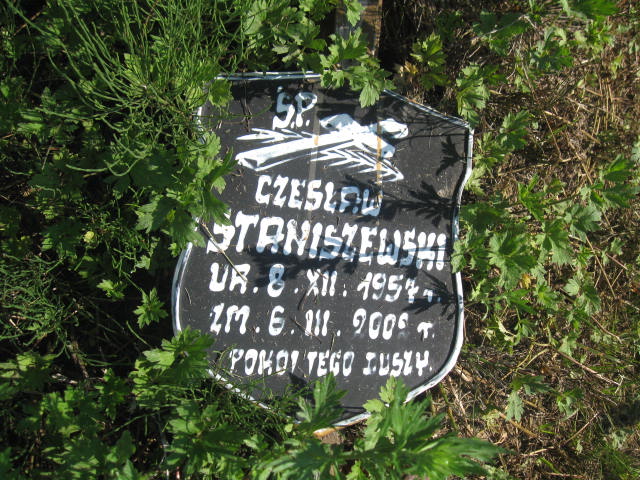 Ś.P.
CZESŁAW
STANISZEWSKI
UR. 8. XII. 1957 r.
ZM. 6. III. 2006 r.
POKÓJ JEGO DUSZY.